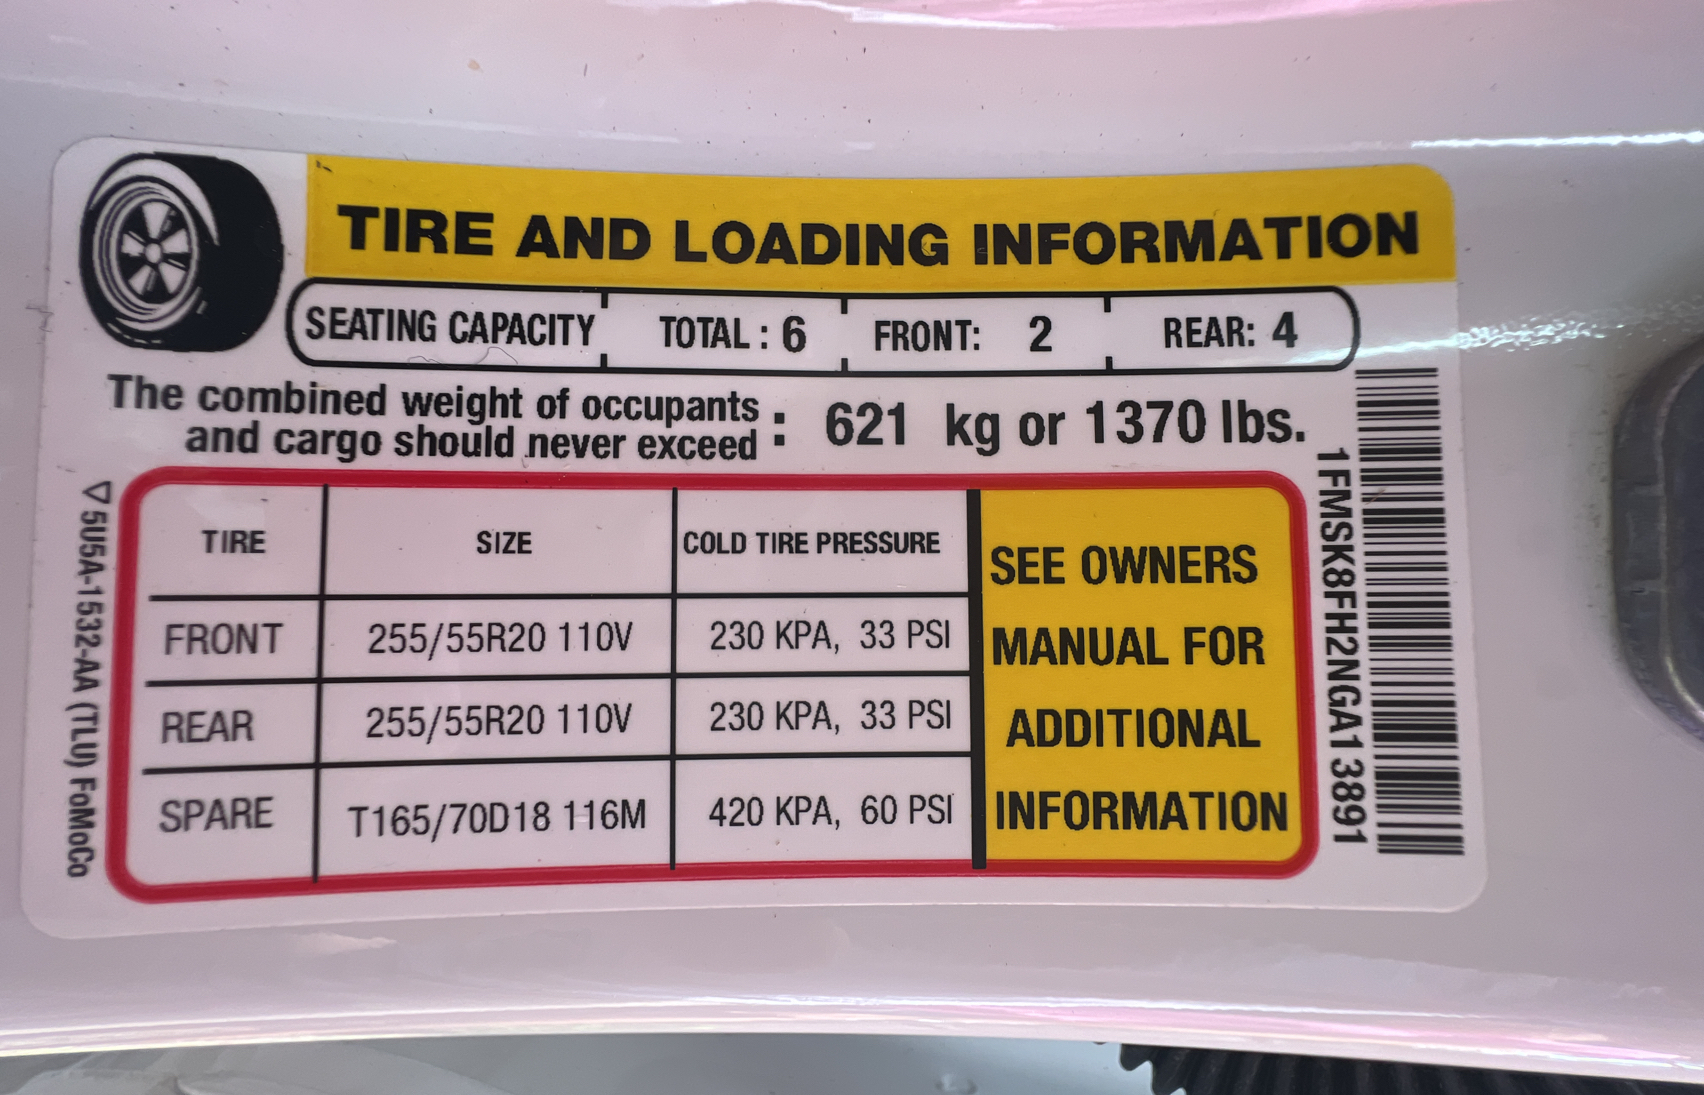 TIRE AND LOADING INFORMATION
SEATING CAPACITY TOTAL : 6 FRONT: 2 REAR: 4
The combined weight of occupants
and cargo should never exceed : 621 kg or 1370 lbs.
TIRE SIZE COLD TIRE PRESSURE
FRONT 255/55R20 110V 230 KPA, 33 PSI
REAR 255/55R20 110V 230 KPA, 33 PSI
SPARE T165/70D18 116M 420 KPA, 60 PSI
SEE OWNERS
MANUAL FOR
ADDITIONAL
INFORMATION
5U5A-1532-AA (TLU) FoMoCo
1FMSK8FH2NGA13891